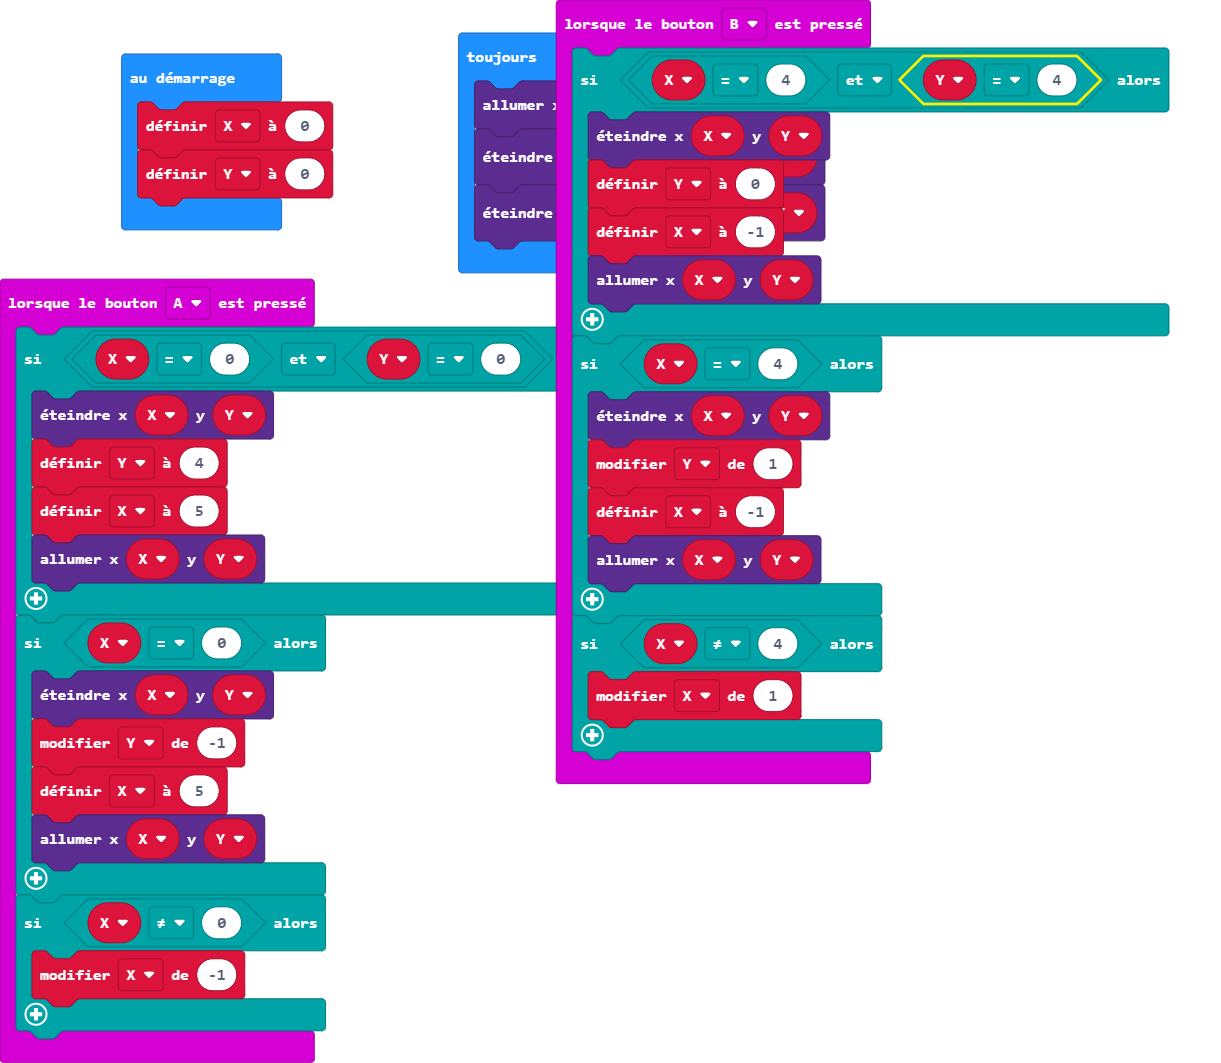 au démarrage
définir X à 0
définir Y à 0
toujours
allumer x
éteindre
éteindre
lorsque le bouton A est pressé
si X = 0 et Y = 0
éteindre x X y Y
définir Y à 4
définir X à 5
allumer x X y Y
si X = 0 alors
éteindre x X y Y
modifier Y de -1
définir X à 5
allumer x X y Y
si X ≠ 0 alors
modifier X de -1
lorsque le bouton B est pressé
si X = 4 et Y = 4 alors
éteindre x X y Y
définir Y à 0
définir X à -1
allumer x X y Y
si X = 4 alors
éteindre x X y Y
modifier Y de 1
définir X à -1
allumer x X y Y
si X ≠ 4 alors
modifier X de 1